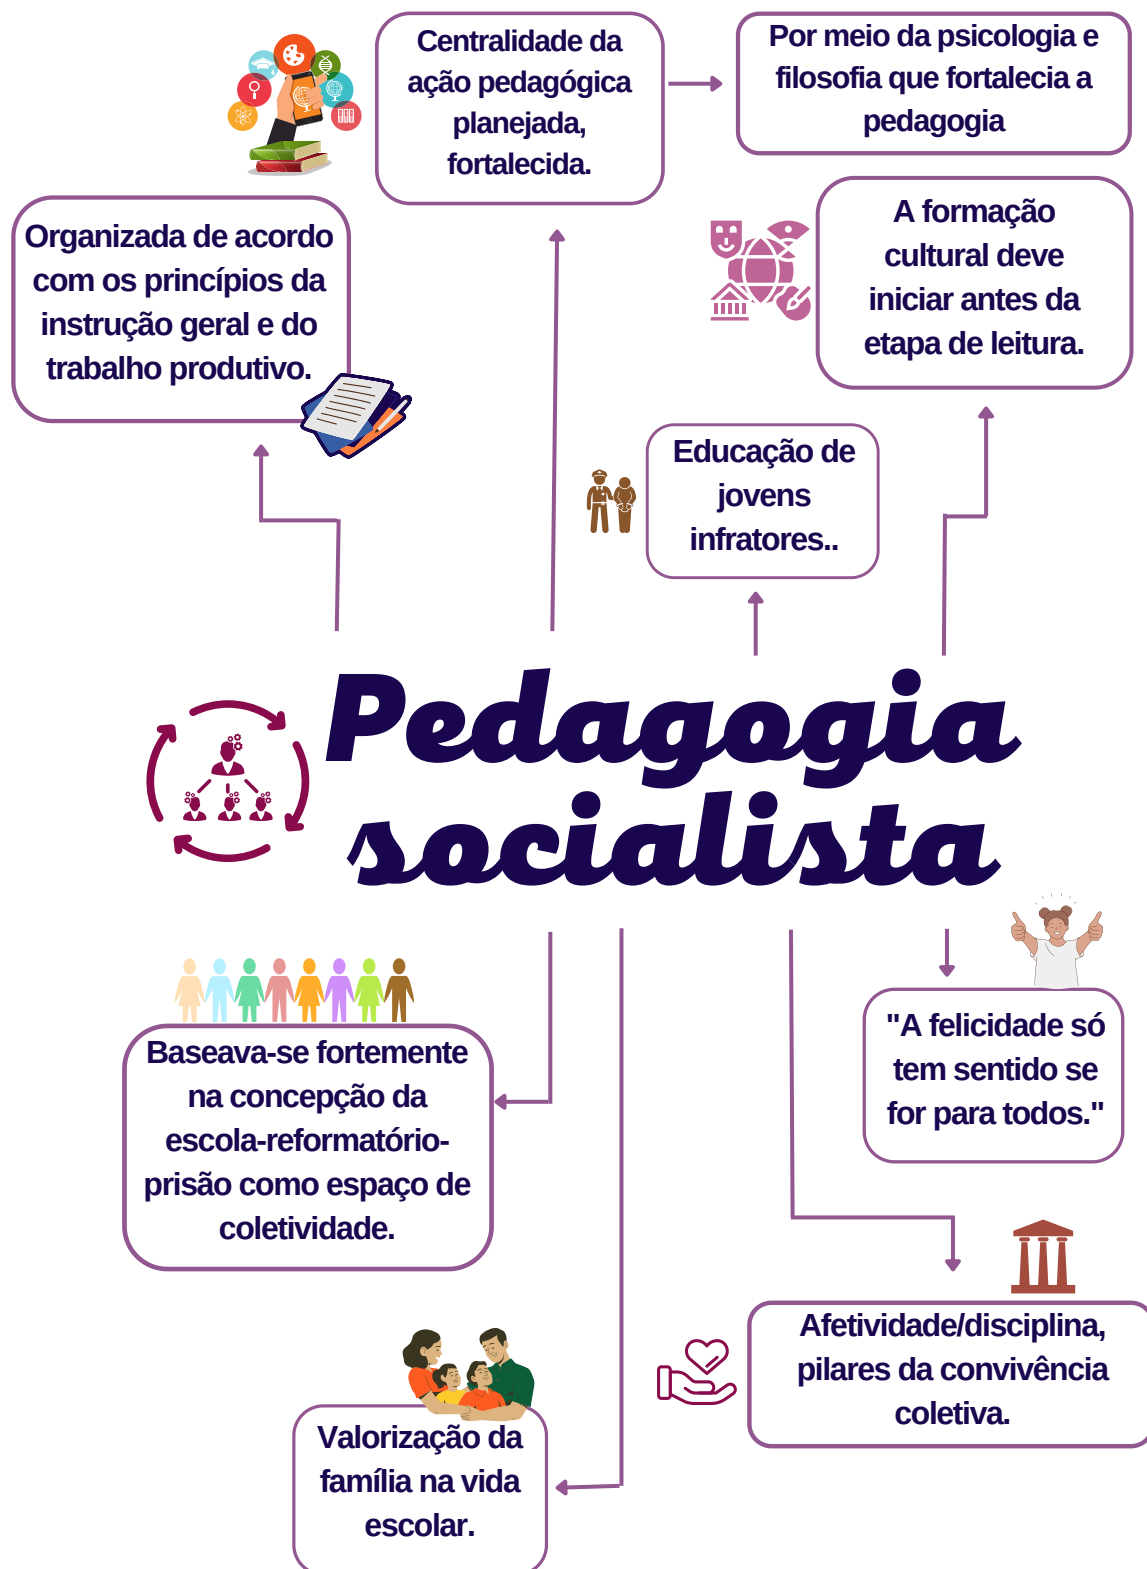 Centralidade da
ação pedagógica
planejada,
fortalecida.
Por meio da psicologia e
filosofia que fortalecia a
pedagogia
Organizada de acordo
com os princípios da
instrução geral e do
trabalho produtivo.
A formação
cultural deve
iniciar antes da
etapa de leitura.
Educação de
jovens
infratores..
Pedagogia
socialista
Baseava-se fortemente
na concepção da
escola-reformatório-
prisão como espaço de
coletividade.
"A felicidade só
tem sentido se
for para todos."
Afetividade/disciplina,
pilares da convivência
coletiva.
Valorização da
família na vida
escolar.